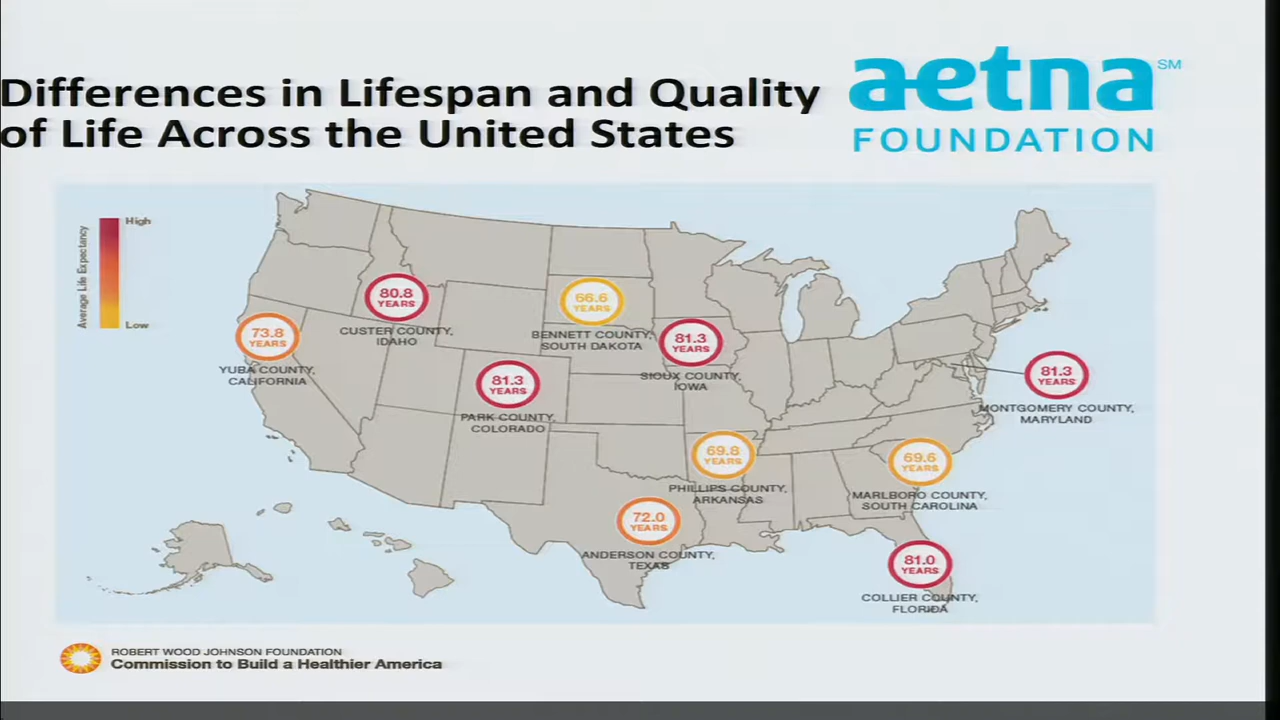 Differences in Lifespan and Quality
of Life Across the United States
aetna SM
FOUNDATION
High
Average Life Expectancy
Low
80.8
YEARS
CUSTER COUNTY,
IDAHO
66.6
YEARS
BENNETT COUNTY,
SOUTH DAKOTA
73.8
YEARS
YUBA COUNTY,
CALIFORNIA
81.3
YEARS
SIOUX COUNTY,
IOWA
81.3
YEARS
PARK COUNTY,
COLORADO
81.3
YEARS
MONTGOMERY COUNTY,
MARYLAND
69.8
YEARS
PHILLIPS COUNTY,
ARKANSAS
69.6
YEARS
MARLBORO COUNTY,
SOUTH CAROLINA
72.0
YEARS
ANDERSON COUNTY,
TEXAS
81.0
YEARS
COLLIER COUNTY,
FLORIDA
ROBERT WOOD JOHNSON FOUNDATION
Commission to Build a Healthier America